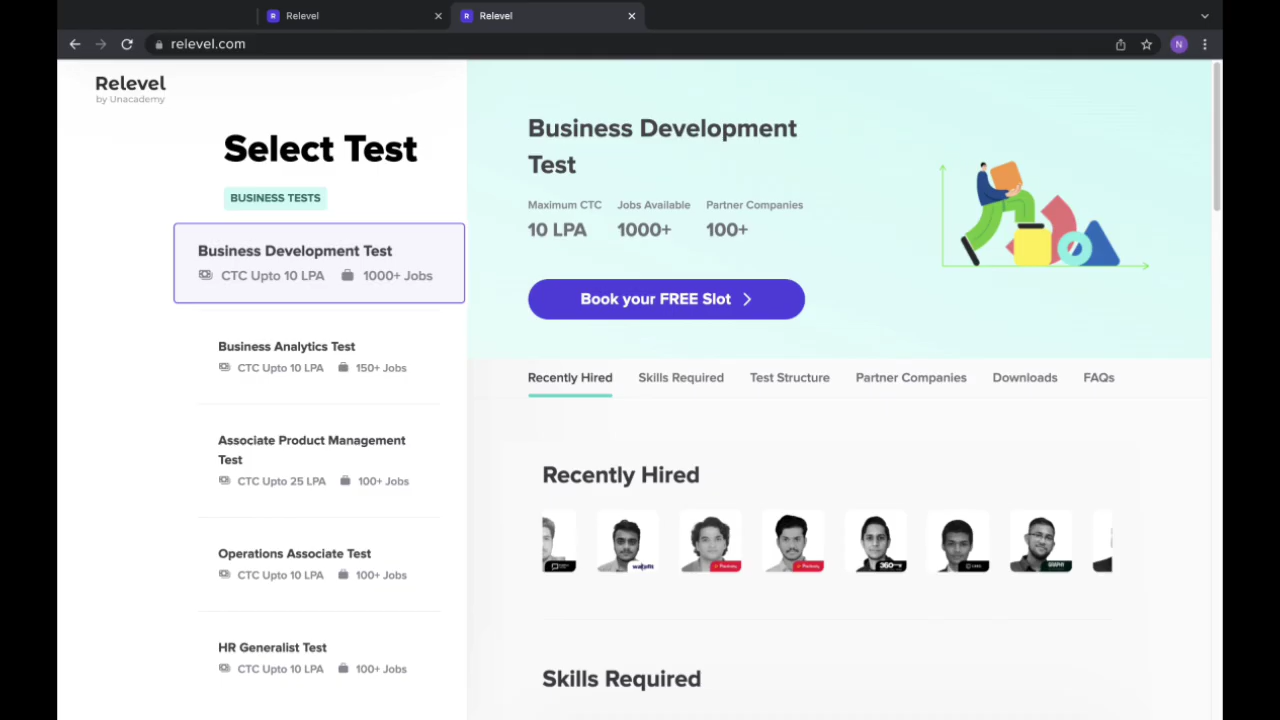 Relevel
Relevel
relevel.com
N
Relevel
by Unacademy
Select Test
BUSINESS TESTS
Business Development Test
CTC Upto 10 LPA 1000+ Jobs
Business Analytics Test
CTC Upto 10 LPA 150+ Jobs
Associate Product Management
Test
CTC Upto 25 LPA 100+ Jobs
Operations Associate Test
CTC Upto 10 LPA 100+ Jobs
HR Generalist Test
CTC Upto 10 LPA 100+ Jobs
Business Development
Test
Maximum CTC Jobs Available Partner Companies
10 LPA 1000+ 100+
Book your FREE Slot
Recently Hired Skills Required Test Structure Partner Companies Downloads FAQs
Recently Hired
Skills Required